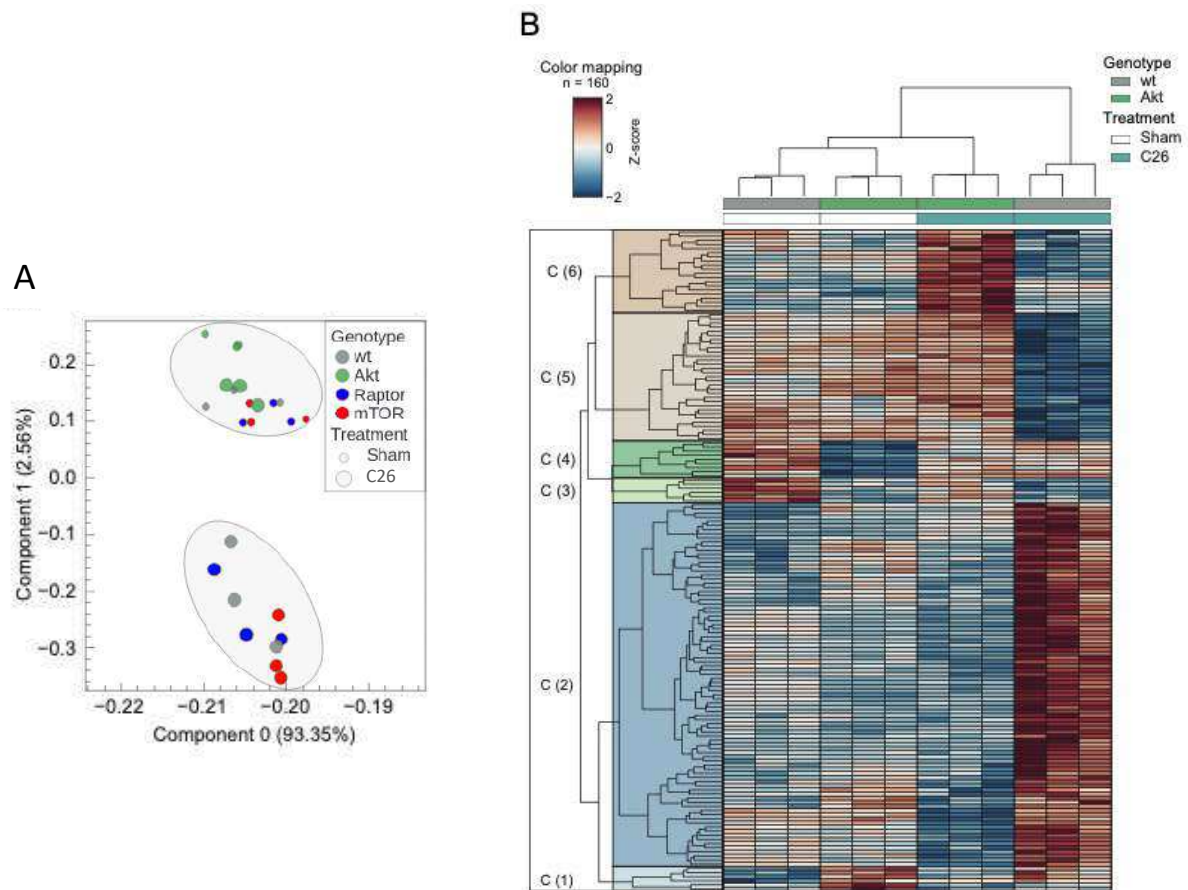 A
0.2
0.1
0.0
−0.1
−0.2
−0.3
Component 1 (2.56%)
−0.22
−0.21
−0.20
−0.19
Component 0 (93.35%)
Genotype
wt
Akt
Raptor
mTOR
Treatment
Sham
C26
B
Color mapping
n = 160
2
0
−2
Z-score
Genotype
wt
Akt
Treatment
Sham
C26
C (6)
C (5)
C (4)
C (3)
C (2)
C (1)